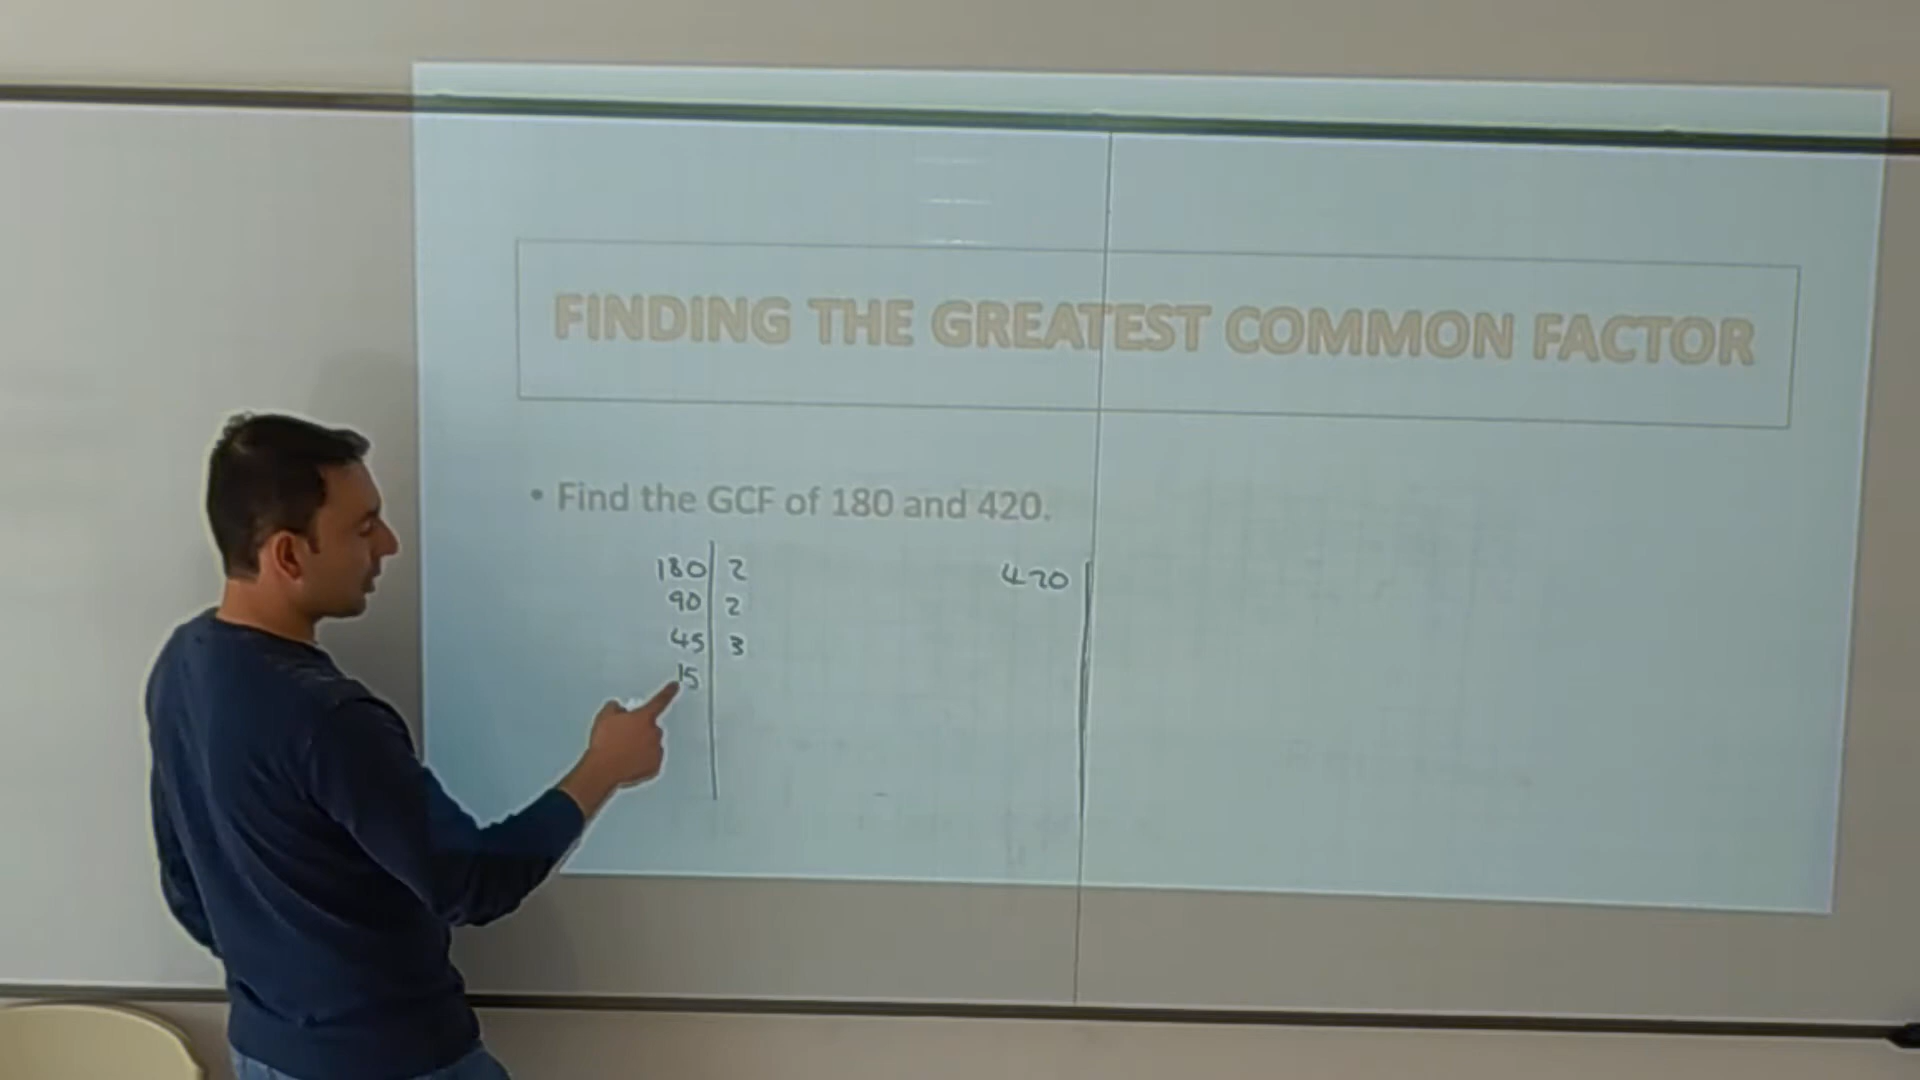 FINDING THE GREATEST COMMON FACTOR
• Find the GCF of 180 and 420.
180 2
90 2
45 3
15
420